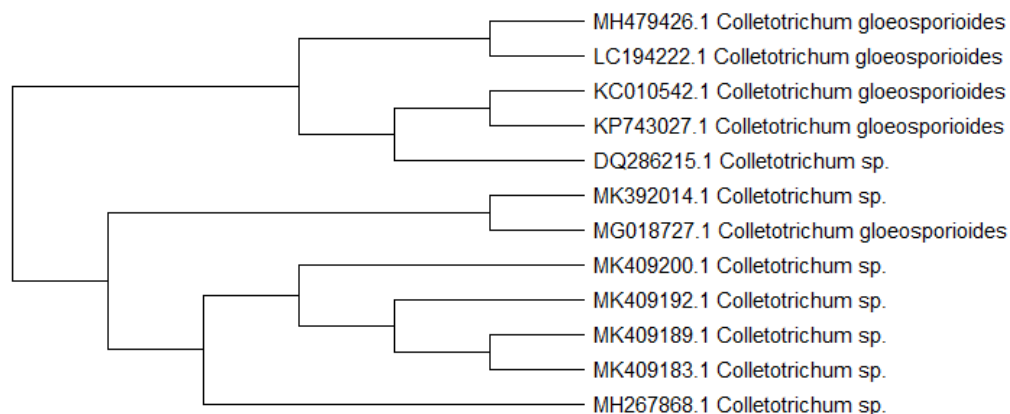 MH479426.1 Colletotrichum gloeosporioides
LC194222.1 Colletotrichum gloeosporioides
KC010542.1 Colletotrichum gloeosporioides
KP743027.1 Colletotrichum gloeosporioides
DQ286215.1 Colletotrichum sp.
MK392014.1 Colletotrichum sp.
MG018727.1 Colletotrichum gloeosporioides
MK409200.1 Colletotrichum sp.
MK409192.1 Colletotrichum sp.
MK409189.1 Colletotrichum sp.
MK409183.1 Colletotrichum sp.
MH267868.1 Colletotrichum sp.